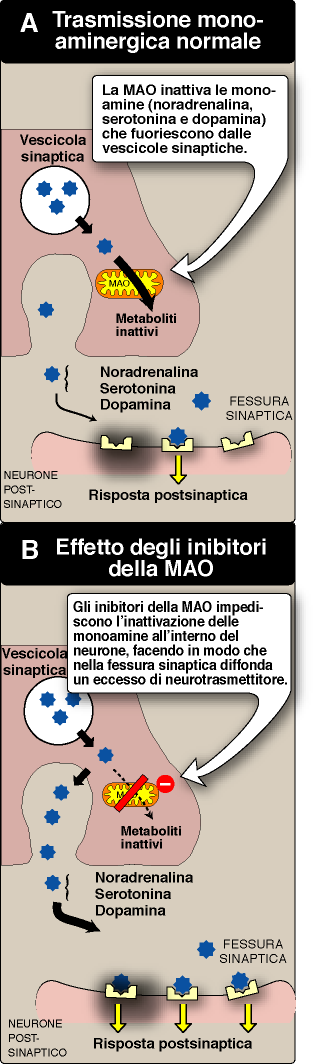 A Trasmissione mono-
aminergica normale
La MAO inattiva le mono-
amine (noradrenalina,
serotonina e dopamina)
che fuoriescono dalle
vescicole sinaptiche.
Vescicola
sinaptica
MAO
Metaboliti
inattivi
Noradrenalina
Serotonina
Dopamina
FESSURA
SINAPTICA
NEURONE
POST-
SINAPTICO
Risposta postsinaptica
B Effetto degli inibitori
della MAO
Gli inibitori della MAO impedi-
scono l'inattivazione delle
monoamine all'interno del
neurone, facendo in modo che
nella fessura sinaptica diffonda
un eccesso di neurotrasmettitore.
Vescicola
sinaptica
Metaboliti
inattivi
Noradrenalina
Serotonina
Dopamina
FESSURA
SINAPTICA
NEURONE
POST-
SINAPTICO
Risposta postsinaptica